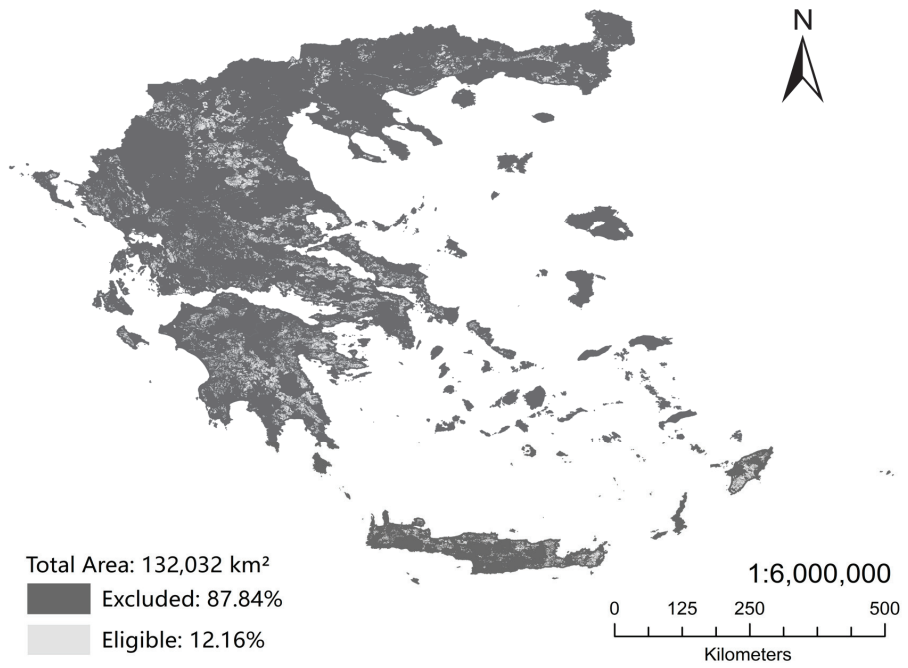 N
Total Area: 132,032 km²
Excluded: 87.84%
Eligible: 12.16%
1:6,000,000
0 125 250 500
Kilometers